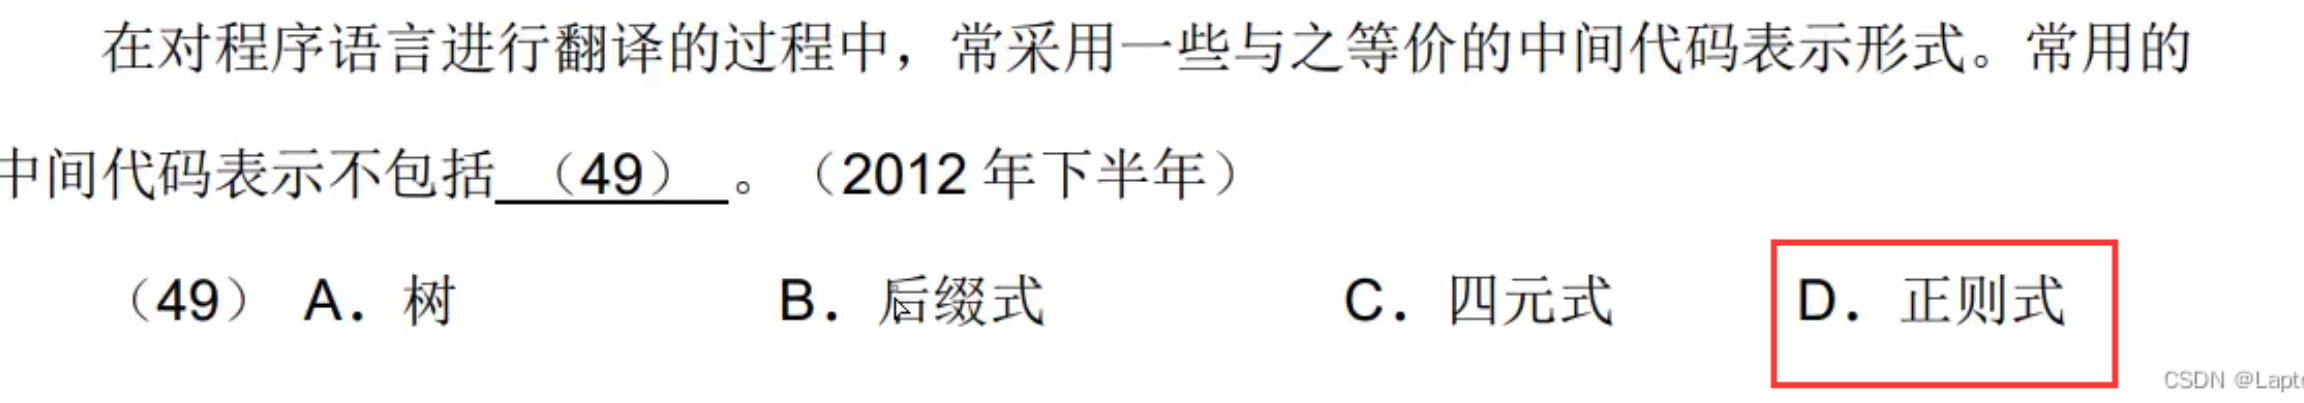 在对程序语言进行翻译的过程中，常采用一些与之等价的中间代码表示形式。常用的
中间代码表示不包括（49）。（2012 年下半年）
（49） A. 树 B. 后缀式 C. 四元式 D. 正则式
CSDN @Lapt